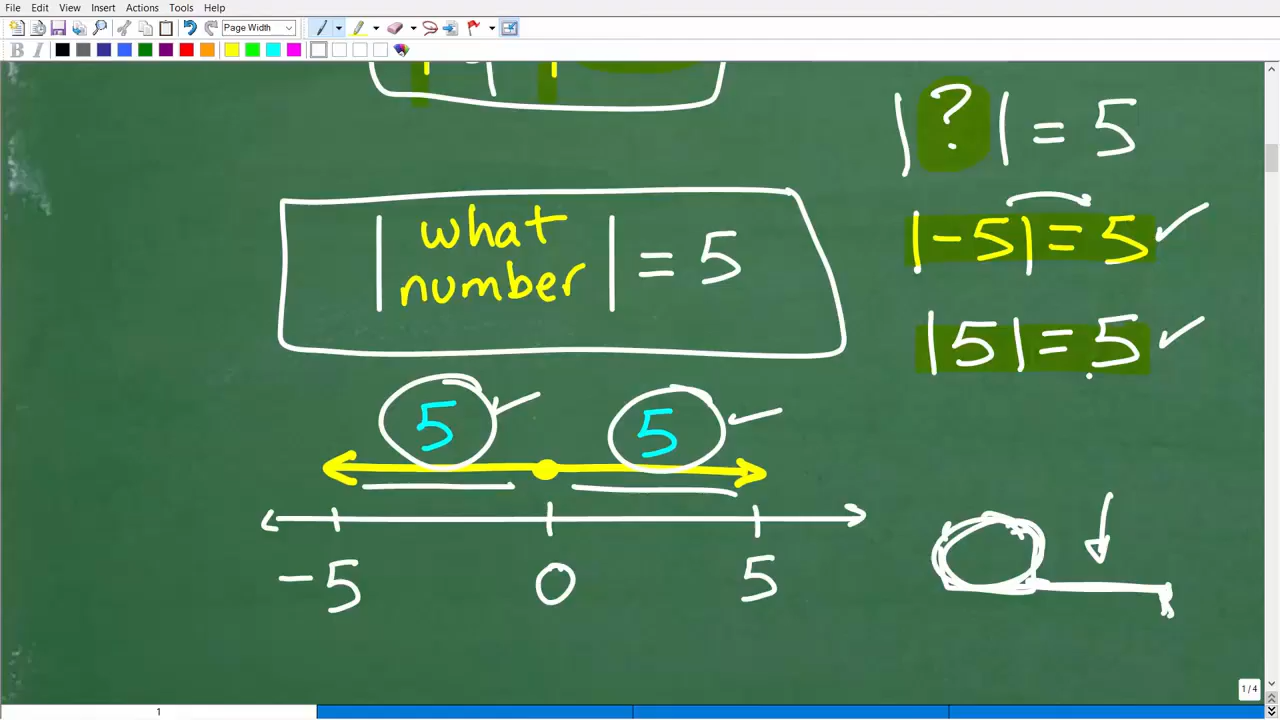 File Edit View Insert Actions Tools Help
Page Width
B I
| ? | = 5
| what number | = 5
|-5| = 5
|5| = 5
5 5
-5 0 5
1/4
1